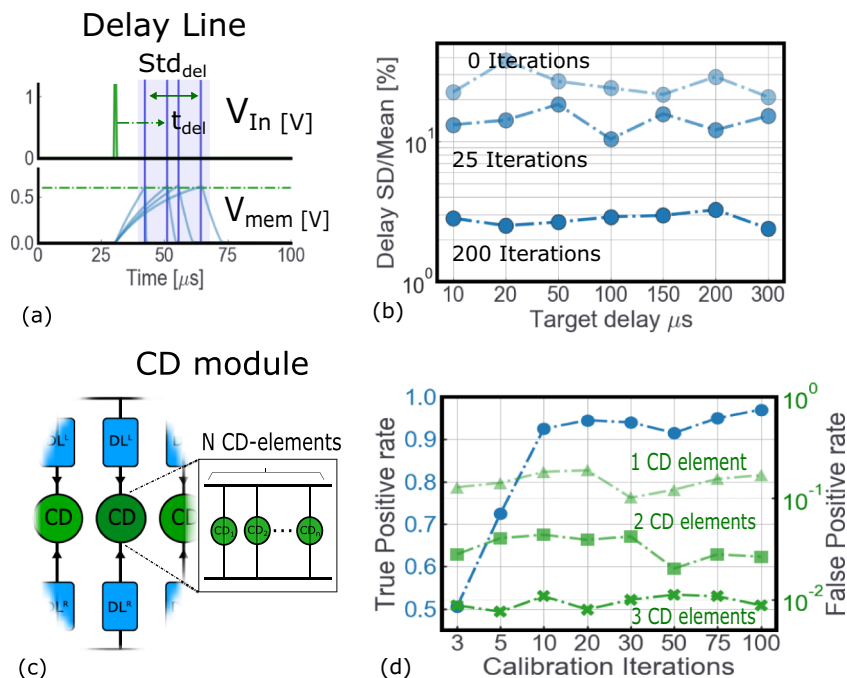 Delay Line
Std_del
t_del
V_In [V]
1
0
V_mem [V]
0.5
0.0
0 25 50 75 100
Time [μs]
(a)
(b)
0 Iterations
25 Iterations
200 Iterations
Delay SD/Mean [%]
10^1
10^0
10 20 50 100 150 200 300
Target delay μs
CD module
DL^L DL^L DL^L
CD CD CD
DL^R DL^R DL^R
N CD-elements
CD_1 CD_2 CD_n
(c)
1.0
0.9
0.8
0.7
0.6
0.5
True Positive rate
1 CD element
2 CD elements
3 CD elements
10^0
10^-1
10^-2
False Positive rate
3 5 10 20 30 50 75 100
Calibration Iterations
(d)